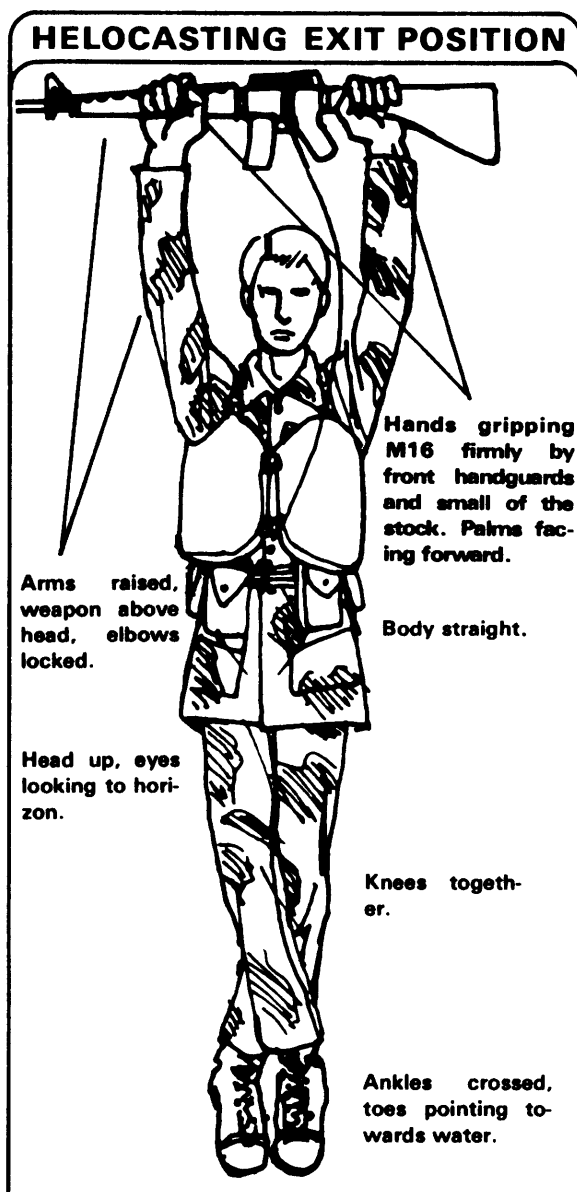 HELOCASTING EXIT POSITION
Hands gripping
M16 firmly by
front handguards
and small of the
stock. Palms fac-
ing forward.
Arms raised,
weapon above
head, elbows
locked.
Body straight.
Head up, eyes
looking to hori-
zon.
Knees togeth-
er.
Ankles crossed,
toes pointing to-
wards water.